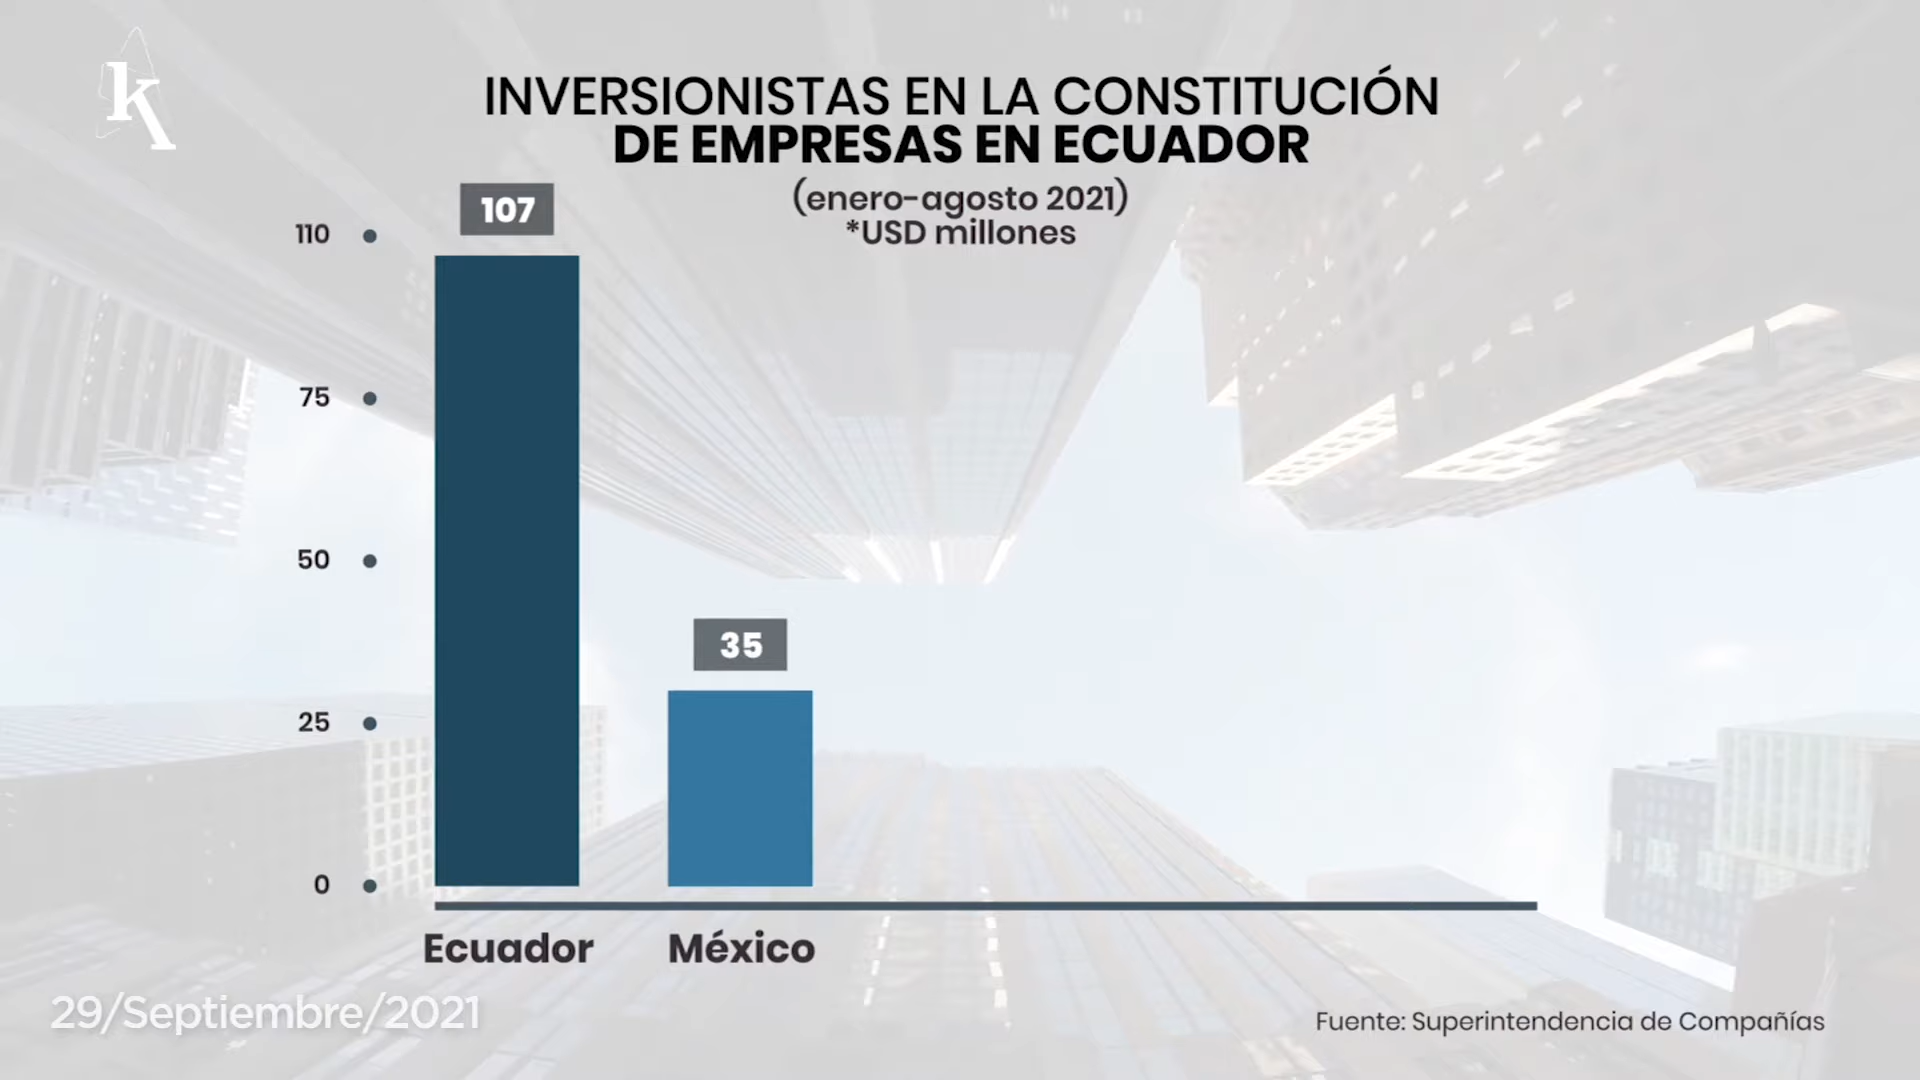 k
INVERSIONISTAS EN LA CONSTITUCIÓN
DE EMPRESAS EN ECUADOR
(enero-agosto 2021)
*USD millones
110
75
50
25
0
107
35
Ecuador
México
29/Septiembre/2021
Fuente: Superintendencia de Compañías